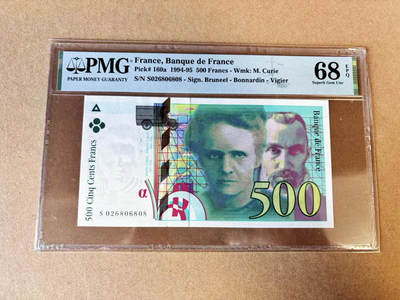 PMG
PAPER MONEY GUARANTY
France, Banque de France
Pick# 160a 1994-95 500 Francs - Wmk: M. Curie
S/N S026806808 - Sign. Bruneel - Bonnardin - Vigier
68 EPQ
Superb Gem Unc
500 Cinq Cents Francs
Banque de France
α
500
S 026806808